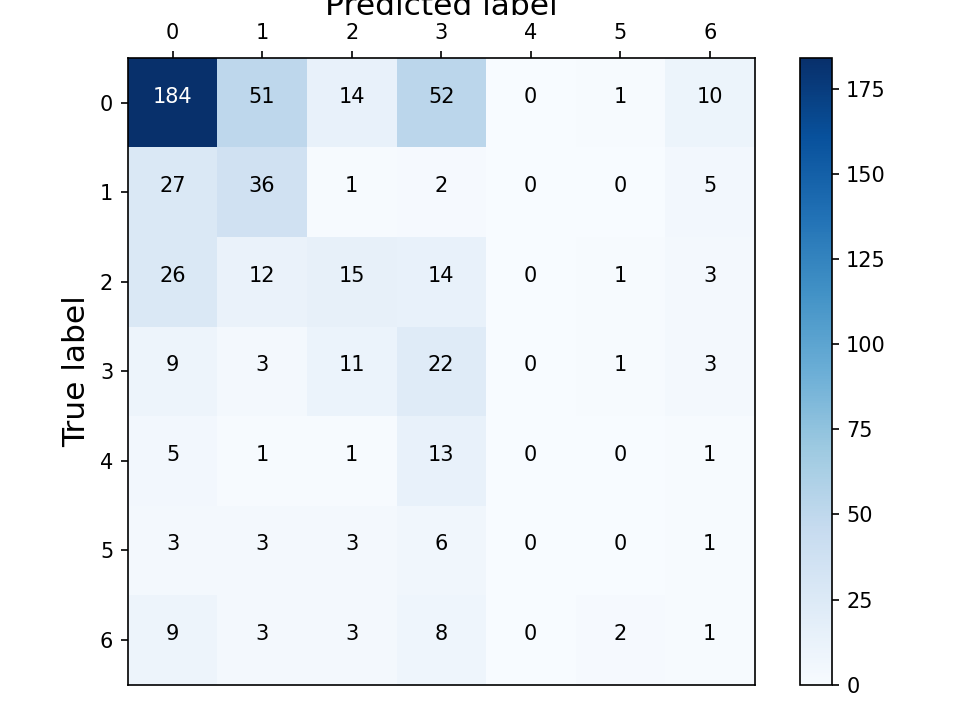 Predicted label
0 1 2 3 4 5 6
0 184 51 14 52 0 1 10
1 27 36 1 2 0 0 5
2 26 12 15 14 0 1 3
3 9 3 11 22 0 1 3
4 5 1 1 13 0 0 1
5 3 3 3 6 0 0 1
6 9 3 3 8 0 2 1
True label
175
150
125
100
75
50
25
0